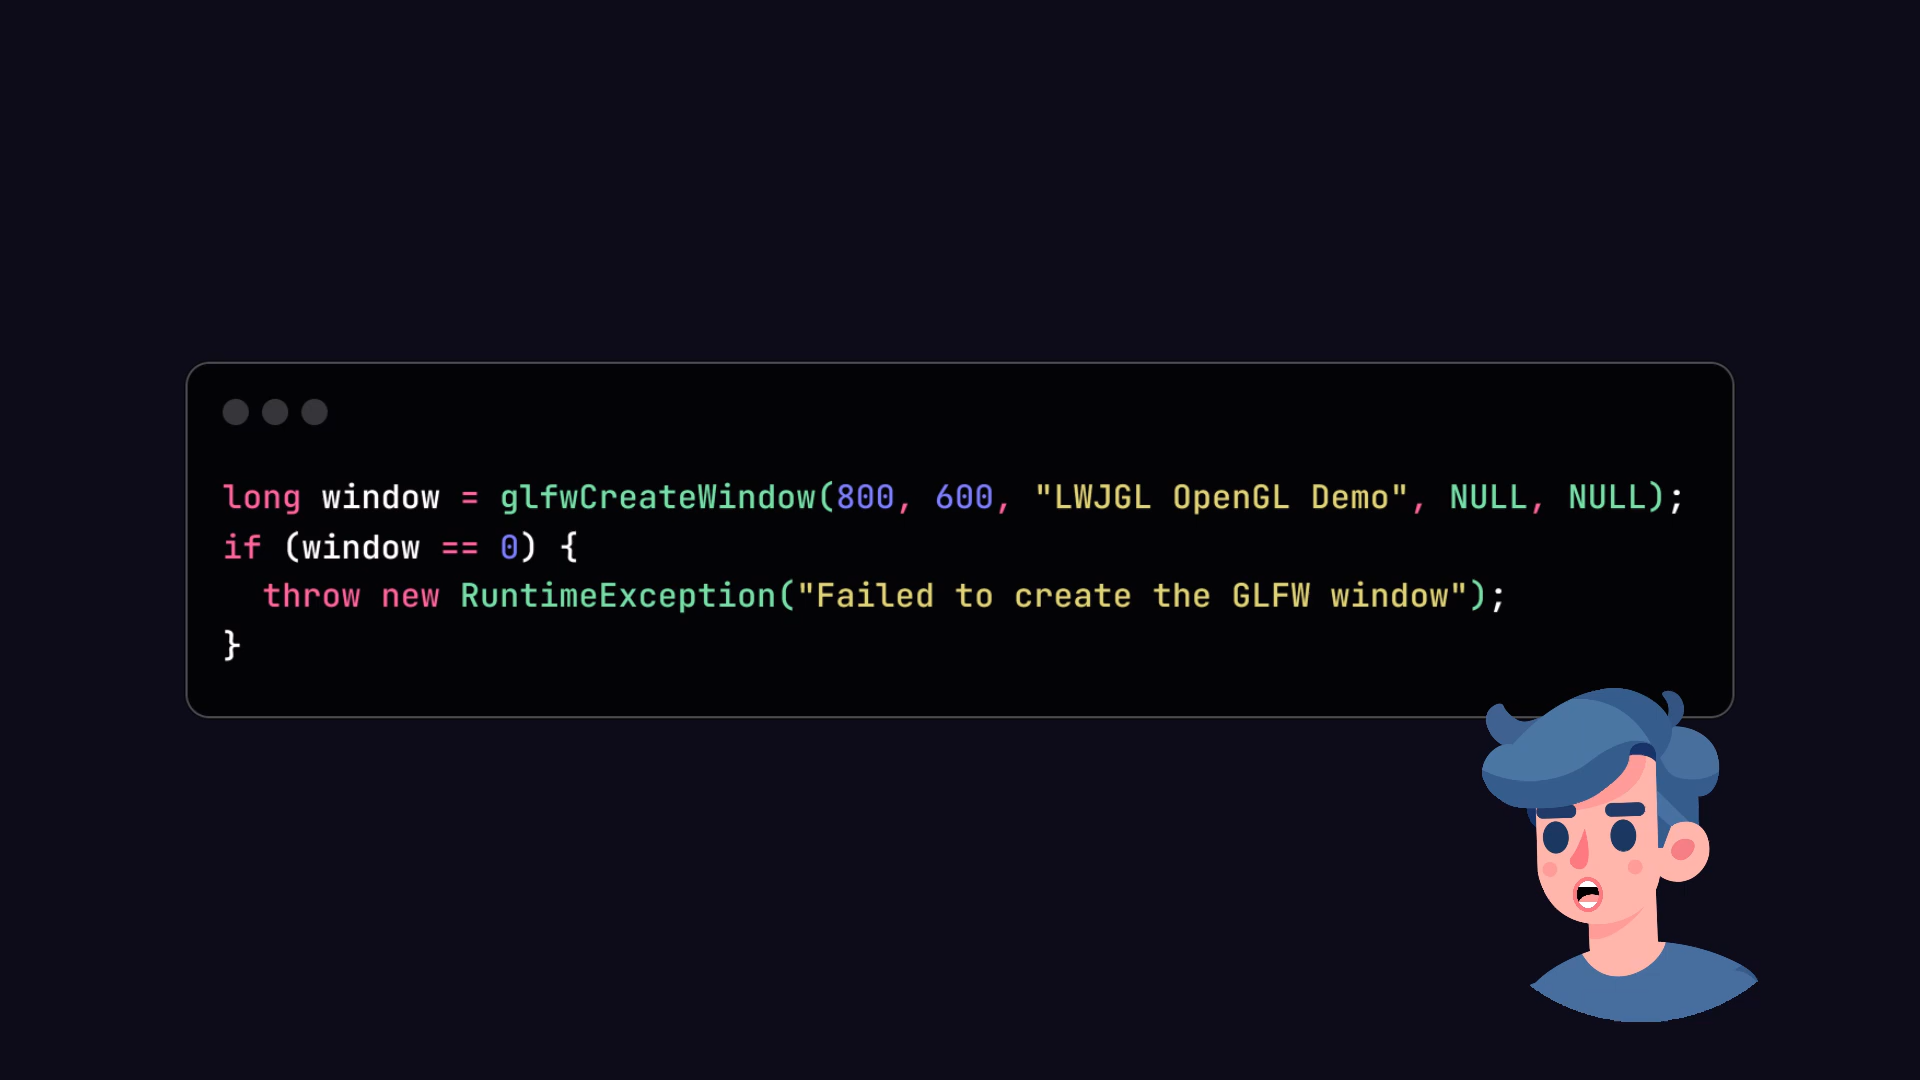 long window = glfwCreateWindow(800, 600, "LWJGL OpenGL Demo", NULL, NULL);
if (window == 0) {
  throw new RuntimeException("Failed to create the GLFW window");
}